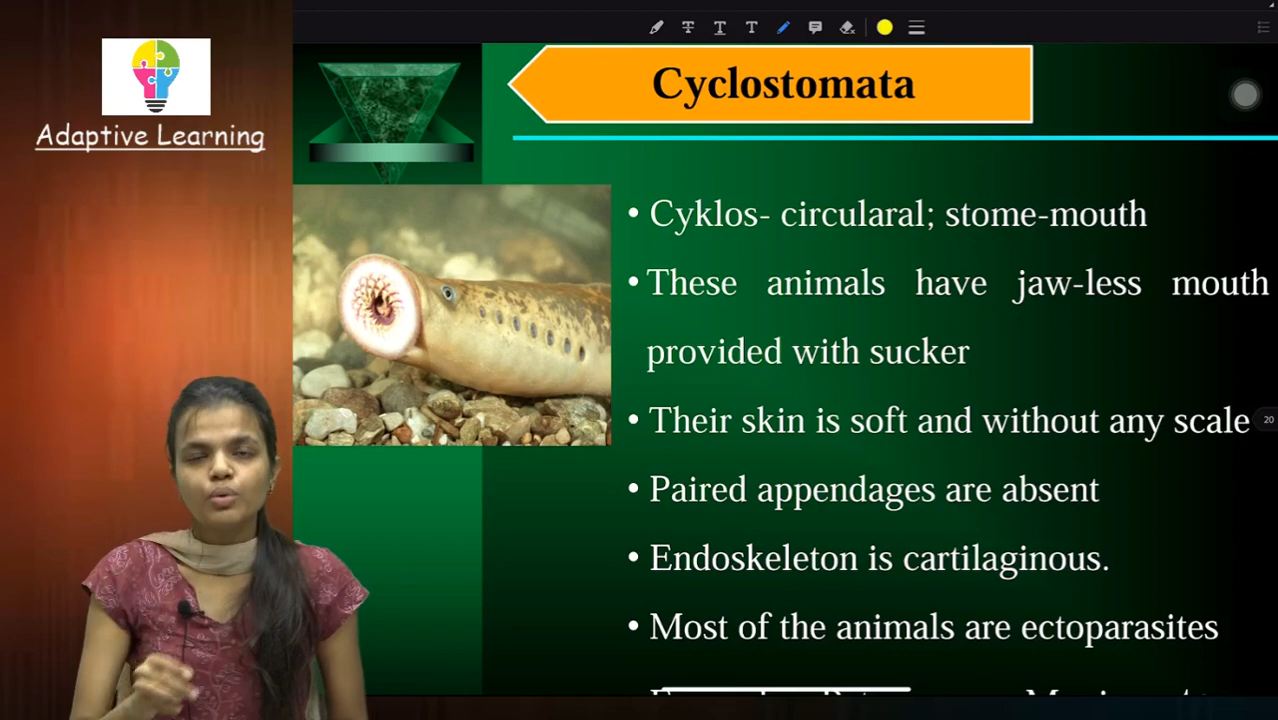 Adaptive Learning
T T T
Cyclostomata
• Cyklos- circularal; stome-mouth
• These animals have jaw-less mouth
provided with sucker
• Their skin is soft and without any scale
20
• Paired appendages are absent
• Endoskeleton is cartilaginous.
• Most of the animals are ectoparasites